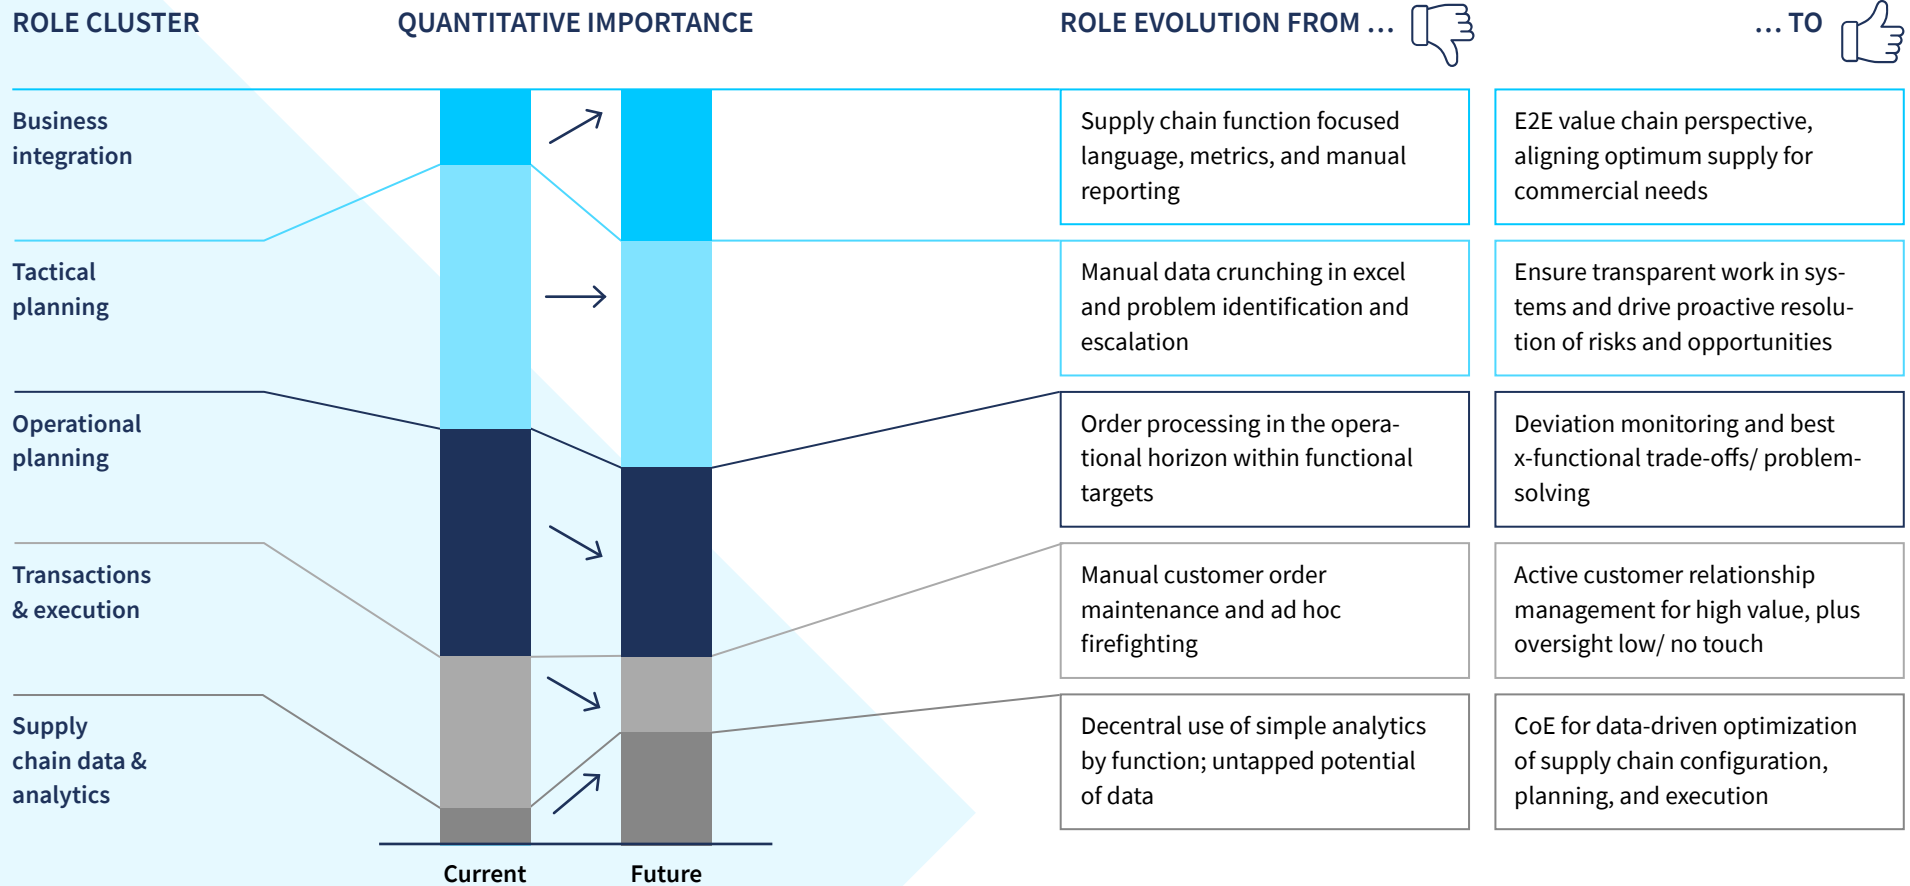 ROLE CLUSTER
QUANTITATIVE IMPORTANCE
ROLE EVOLUTION FROM ...
... TO
Business
integration
Supply chain function focused
language, metrics, and manual
reporting
E2E value chain perspective,
aligning optimum supply for
commercial needs
Tactical
planning
Manual data crunching in excel
and problem identification and
escalation
Ensure transparent work in sys-
tems and drive proactive resolu-
tion of risks and opportunities
Operational
planning
Order processing in the opera-
tional horizon within functional
targets
Deviation monitoring and best
x-functional trade-offs/ problem-
solving
Transactions
& execution
Manual customer order
maintenance and ad hoc
firefighting
Active customer relationship
management for high value, plus
oversight low/ no touch
Supply
chain data &
analytics
Decentral use of simple analytics
by function; untapped potential
of data
CoE for data-driven optimization
of supply chain configuration,
planning, and execution
Current
Future